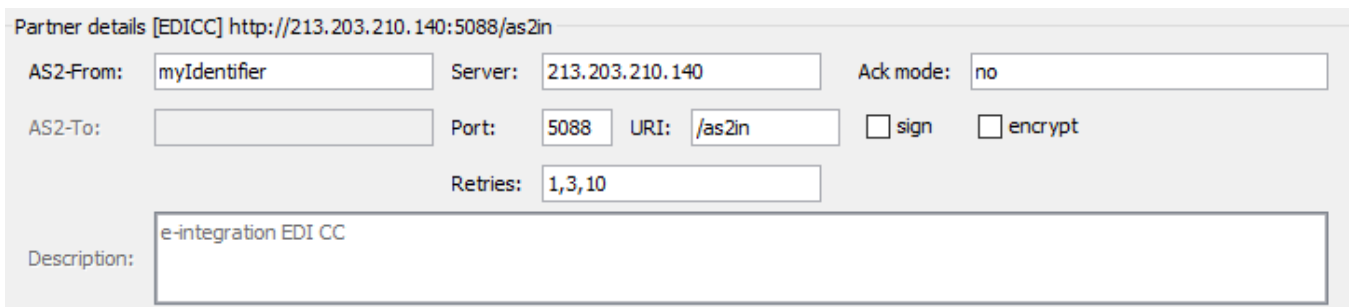 Partner details [EDICC] http://213.203.210.140:5088/as2in
AS2-From: myIdentifier Server: 213.203.210.140 Ack mode: no
AS2-To: Port: 5088 URI: /as2in sign encrypt
Retries: 1,3,10
Description: e-integration EDI CC